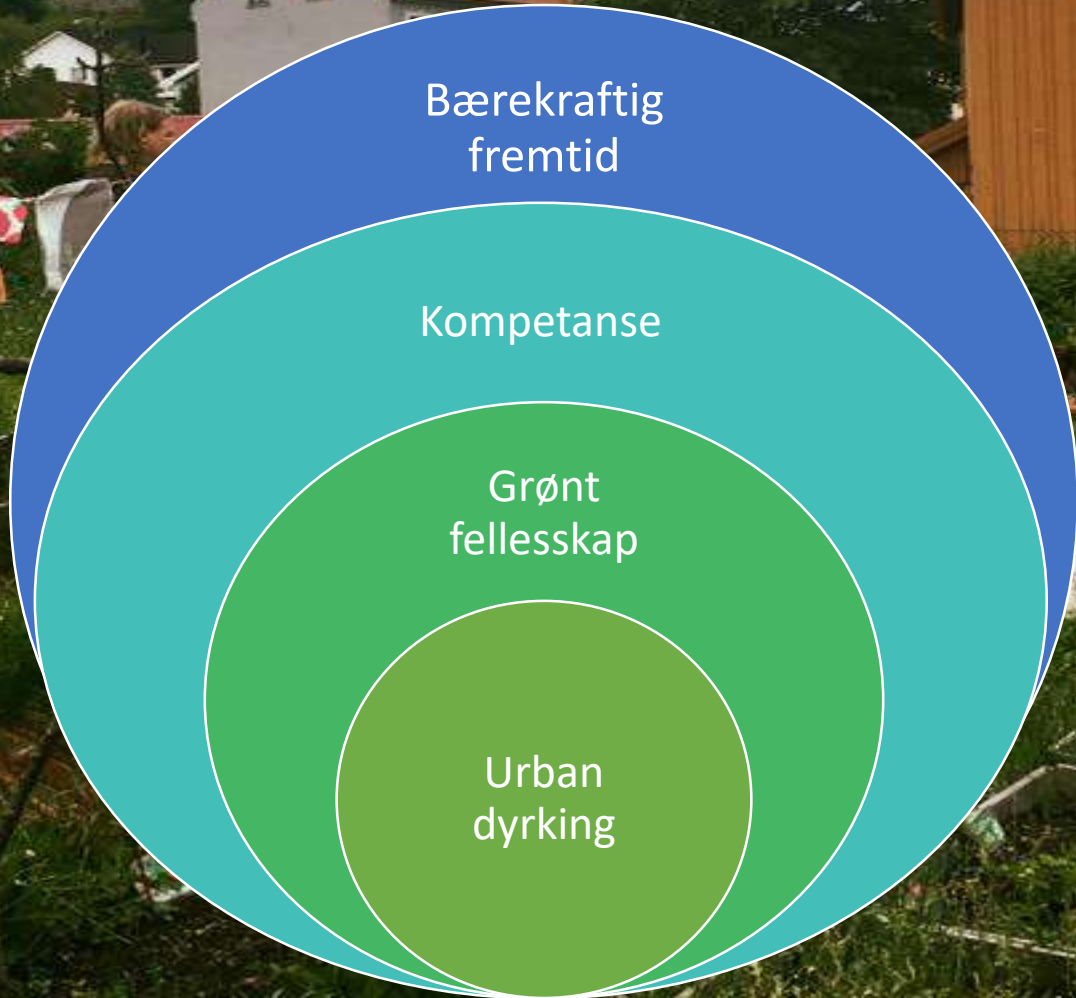 Bærekraftig
fremtid
Kompetanse
Grønt
fellesskap
Urban
dyrking